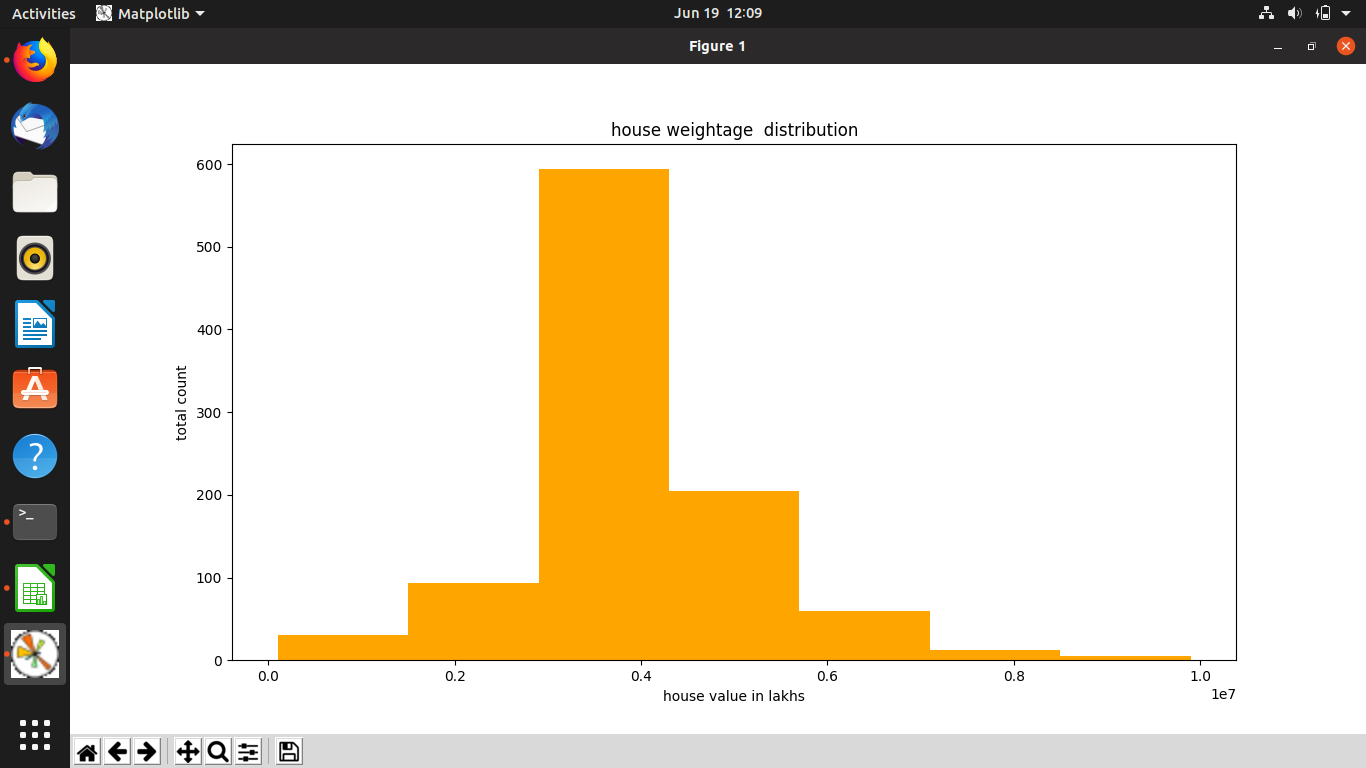 Activities Matplotlib Jun 19 12:09
Figure 1
house weightage  distribution
600
500
400
300
200
100
0
total count
0.0 0.2 0.4 0.6 0.8 1.0
1e7
house value in lakhs